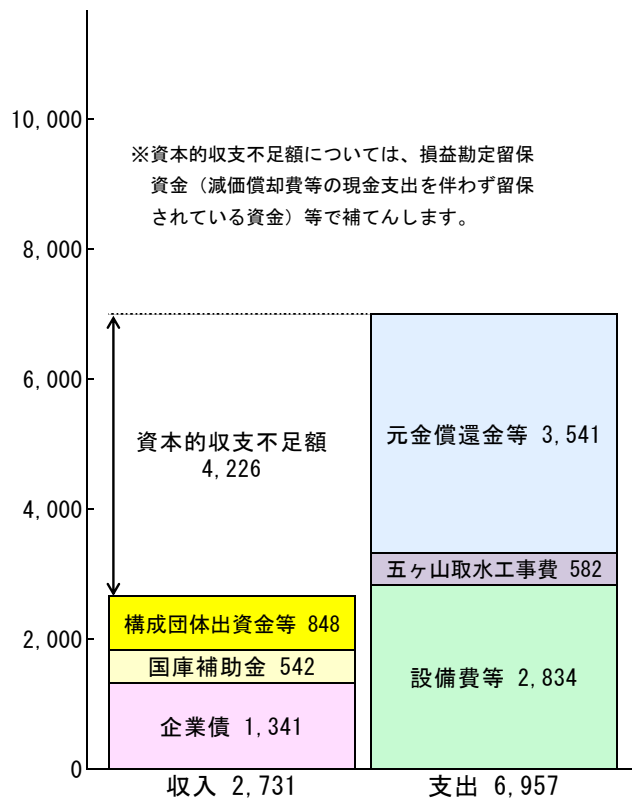 10,000
※資本的収支不足額については、損益勘定留保
資金（減価償却費等の現金支出を伴わず留保
されている資金）等で補てんします。
8,000
6,000
資本的収支不足額
4,226
元金償還金等 3,541
4,000
五ヶ山取水工事費 582
構成団体出資金等 848
2,000
国庫補助金 542
設備費等 2,834
企業債 1,341
0
収入 2,731
支出 6,957